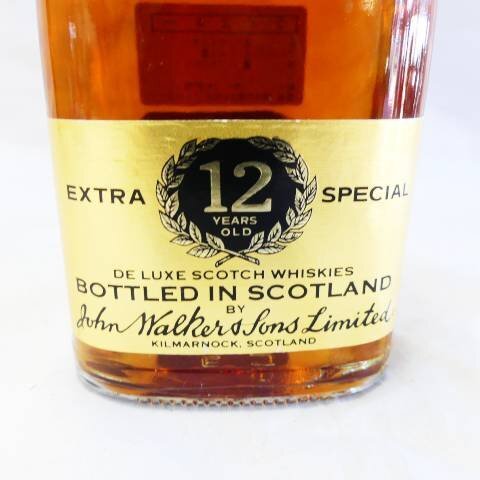 EXTRA 12 SPECIAL
YEARS
OLD
DE LUXE SCOTCH WHISKIES
BOTTLED IN SCOTLAND
BY
John Walker & Sons Limited
KILMARNOCK, SCOTLAND